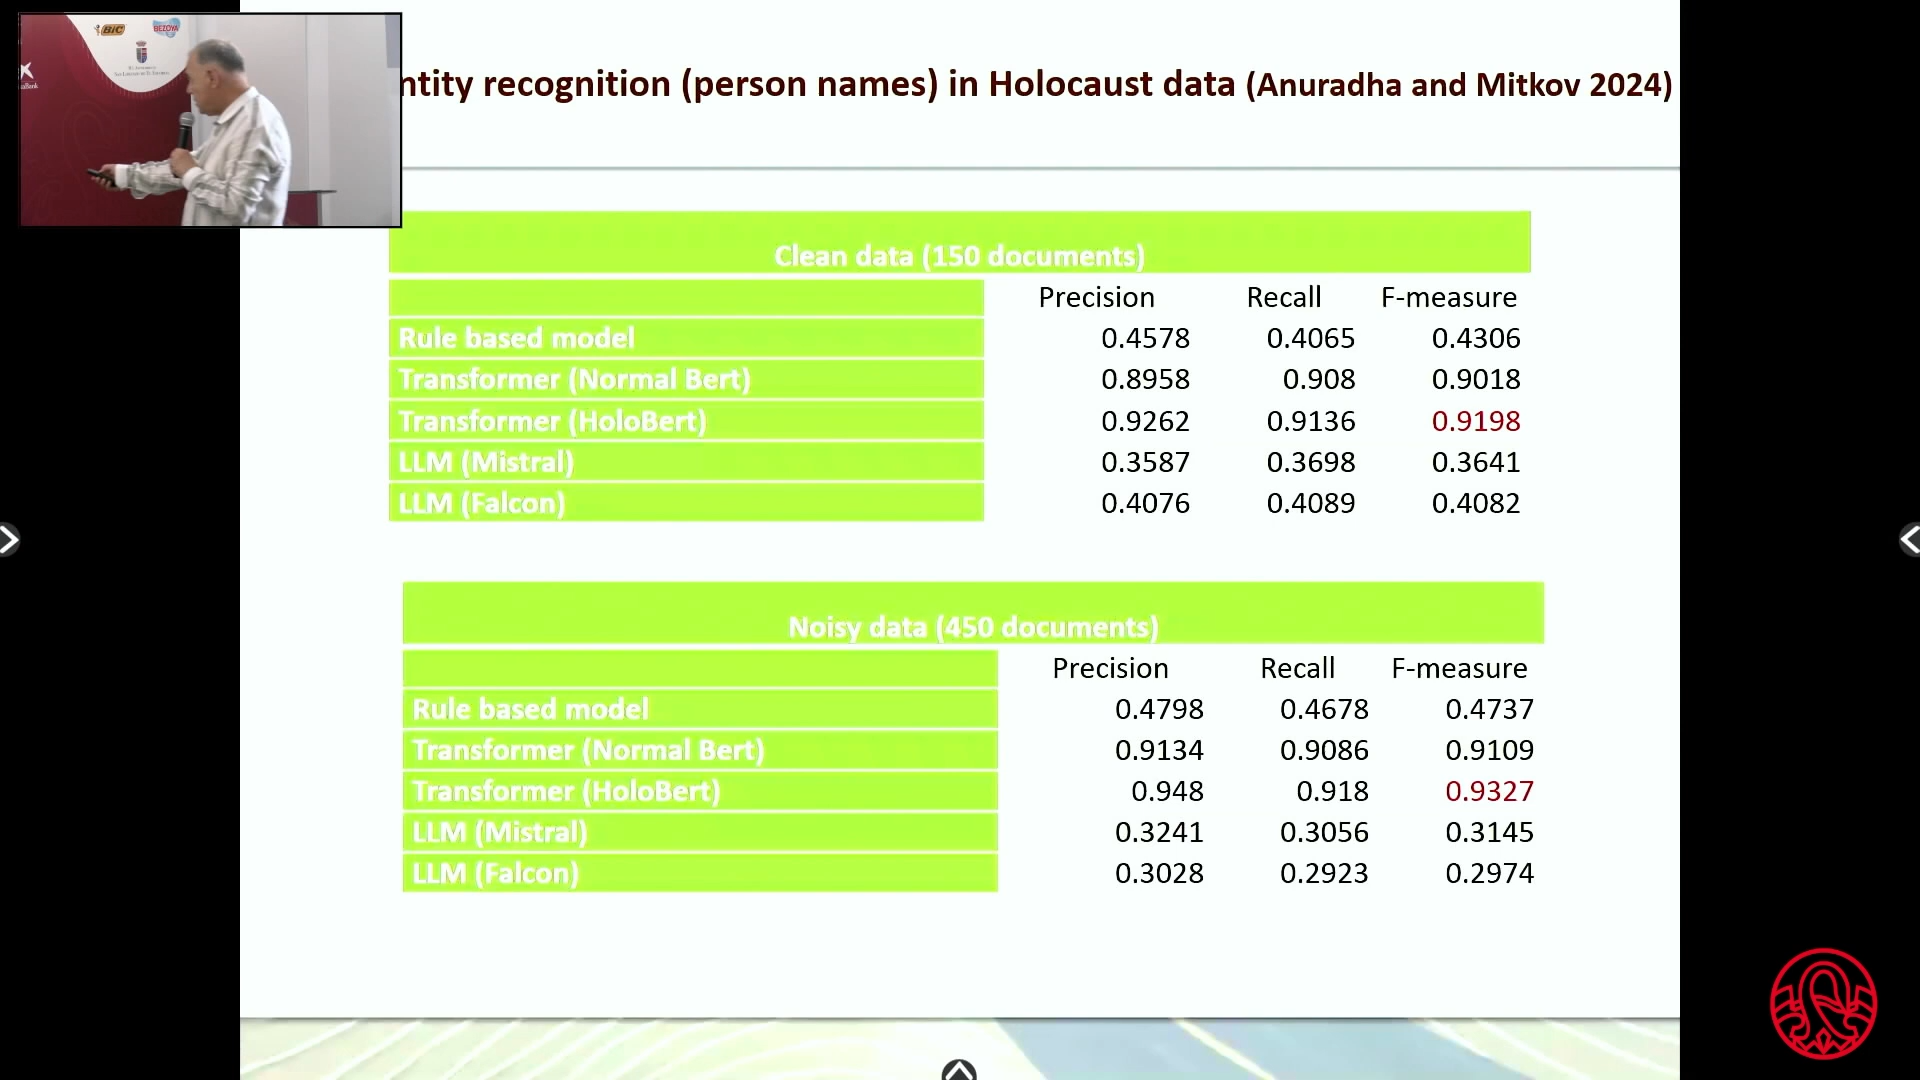 BIC
BEZOYA
ntity recognition (person names) in Holocaust data (Anuradha and Mitkov 2024)
Clean data (150 documents)
Precision Recall F-measure
Rule based model 0.4578 0.4065 0.4306
Transformer (Normal Bert) 0.8958 0.908 0.9018
Transformer (HoloBert) 0.9262 0.9136 0.9198
LLM (Mistral) 0.3587 0.3698 0.3641
LLM (Falcon) 0.4076 0.4089 0.4082
Noisy data (450 documents)
Precision Recall F-measure
Rule based model 0.4798 0.4678 0.4737
Transformer (Normal Bert) 0.9134 0.9086 0.9109
Transformer (HoloBert) 0.948 0.918 0.9327
LLM (Mistral) 0.3241 0.3056 0.3145
LLM (Falcon) 0.3028 0.2923 0.2974